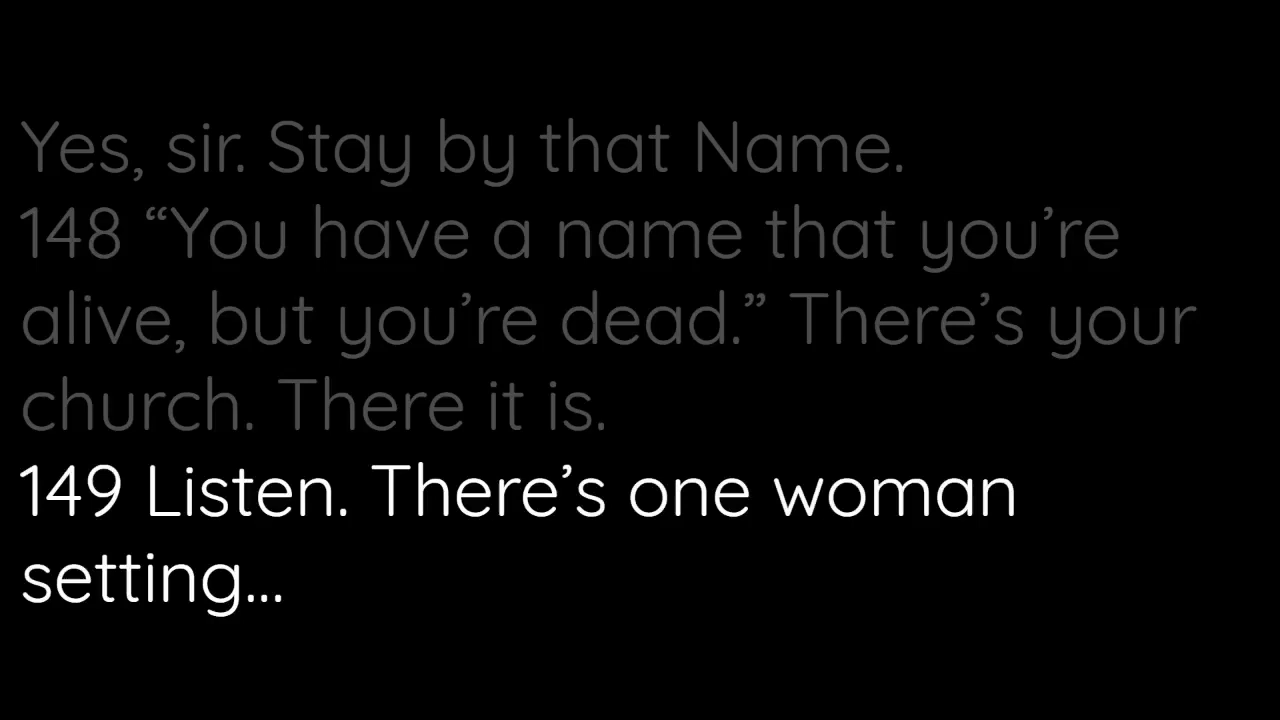 Yes, sir. Stay by that Name.
148 “You have a name that you’re
alive, but you’re dead.” There’s your
church. There it is.
149 Listen. There’s one woman
setting...